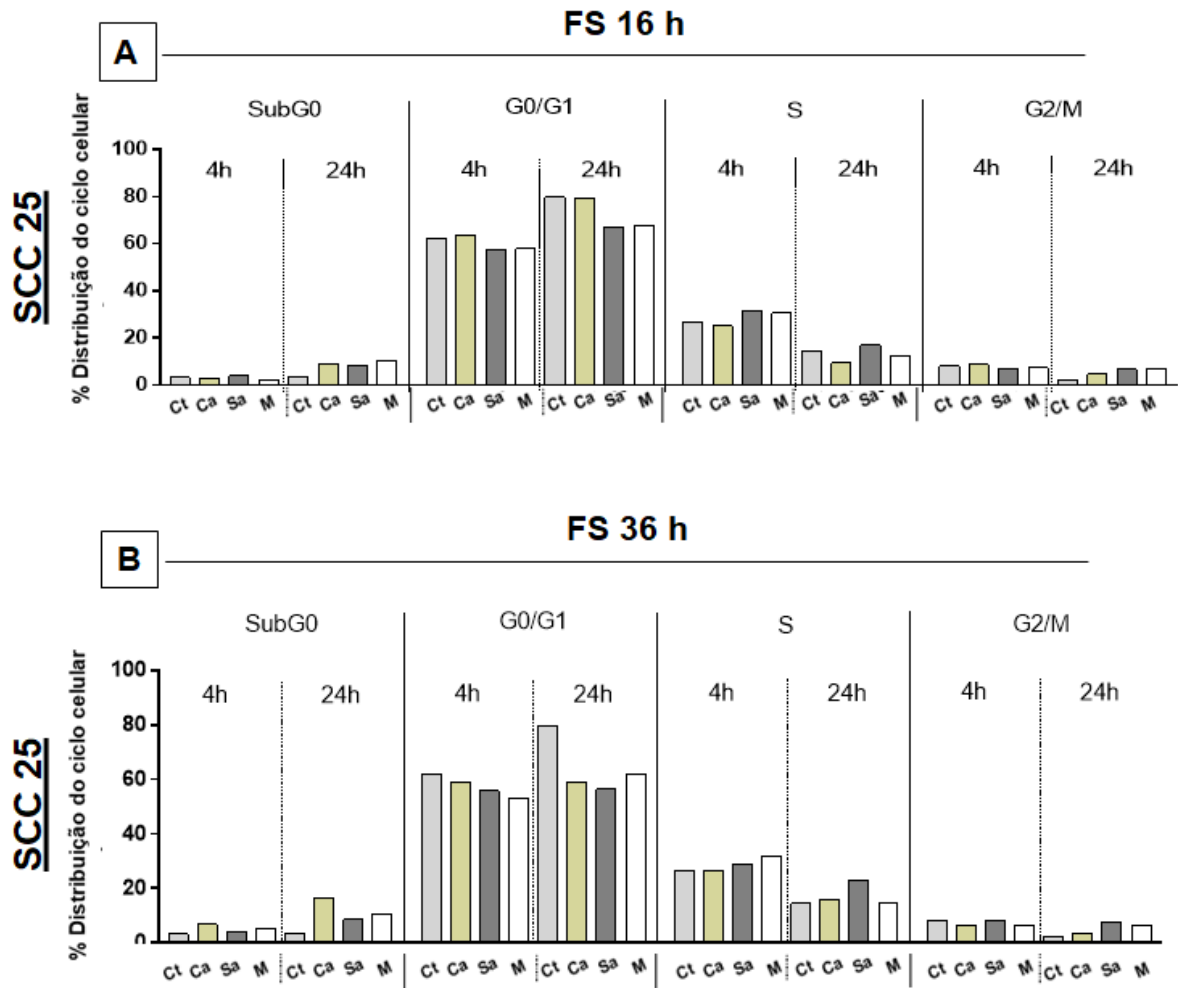 FS 16 h
A
SubG0 G0/G1 S G2/M
4h 24h 4h 24h 4h 24h 4h 24h
SCC 25
% Distribuição do ciclo celular
100
80
60
40
20
0
Ct Ca Sa M Ct Ca Sa M Ct Ca Sa M Ct Ca Sa M Ct Ca Sa M Ct Ca Sa M Ct Ca Sa M Ct Ca Sa M
FS 36 h
B
SubG0 G0/G1 S G2/M
4h 24h 4h 24h 4h 24h 4h 24h
SCC 25
% Distribuição do ciclo celular
100
80
60
40
20
0
Ct Ca Sa M Ct Ca Sa M Ct Ca Sa M Ct Ca Sa M Ct Ca Sa M Ct Ca Sa M Ct Ca Sa M Ct Ca Sa M